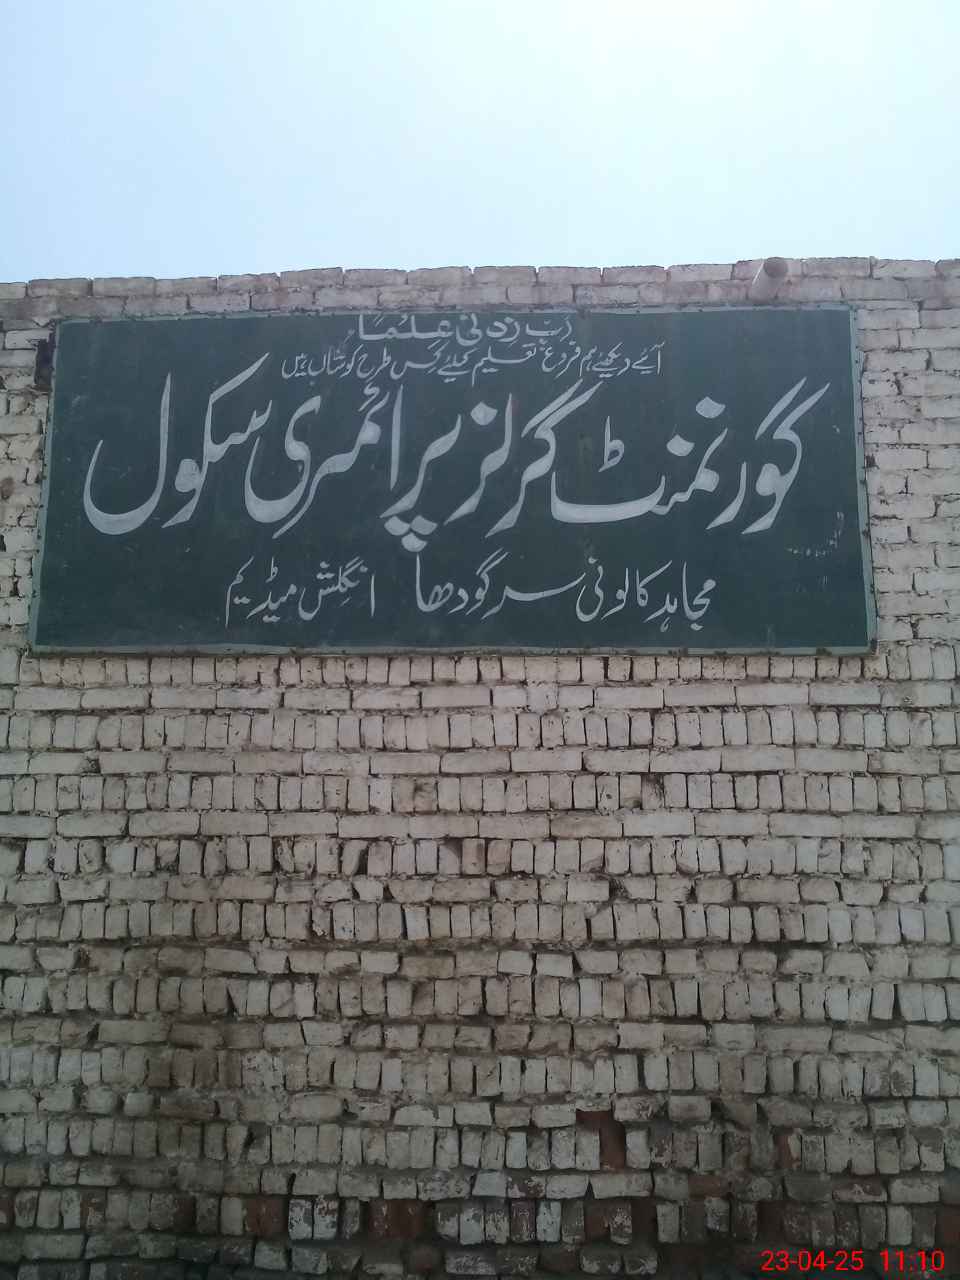 رَبِّ زِدْنِی عِلْمًا
آئیے دیکھئے ہم فروغ تعلیم کیلئے کس طرح کوشاں ہیں
گورنمنٹ گرلز پرائمری سکول
مجاہد کالونی سرگودھا انگلش میڈیم
23-04-25 11:10